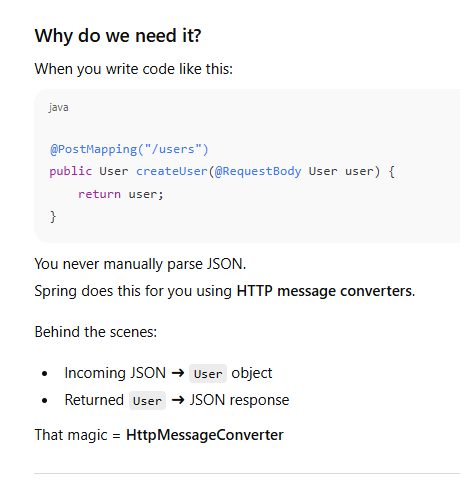 Why do we need it?
When you write code like this:
java
@PostMapping("/users")
public User createUser(@RequestBody User user) {
    return user;
}
You never manually parse JSON.
Spring does this for you using HTTP message converters.
Behind the scenes:
• Incoming JSON → User object
• Returned User → JSON response
That magic = HttpMessageConverter